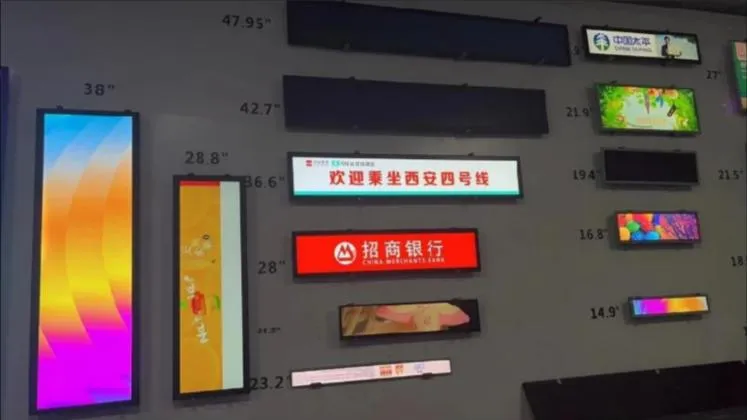 47.95"
中国太平
CHINA TAIPING
27"
38"
42.7"
21.9"
28.8"
36.6"
欢迎乘坐西安四号线
19.4"
21.5"
招商银行
CHINA MERCHANTS BANK
16.8"
28"
14.9"
23.2"